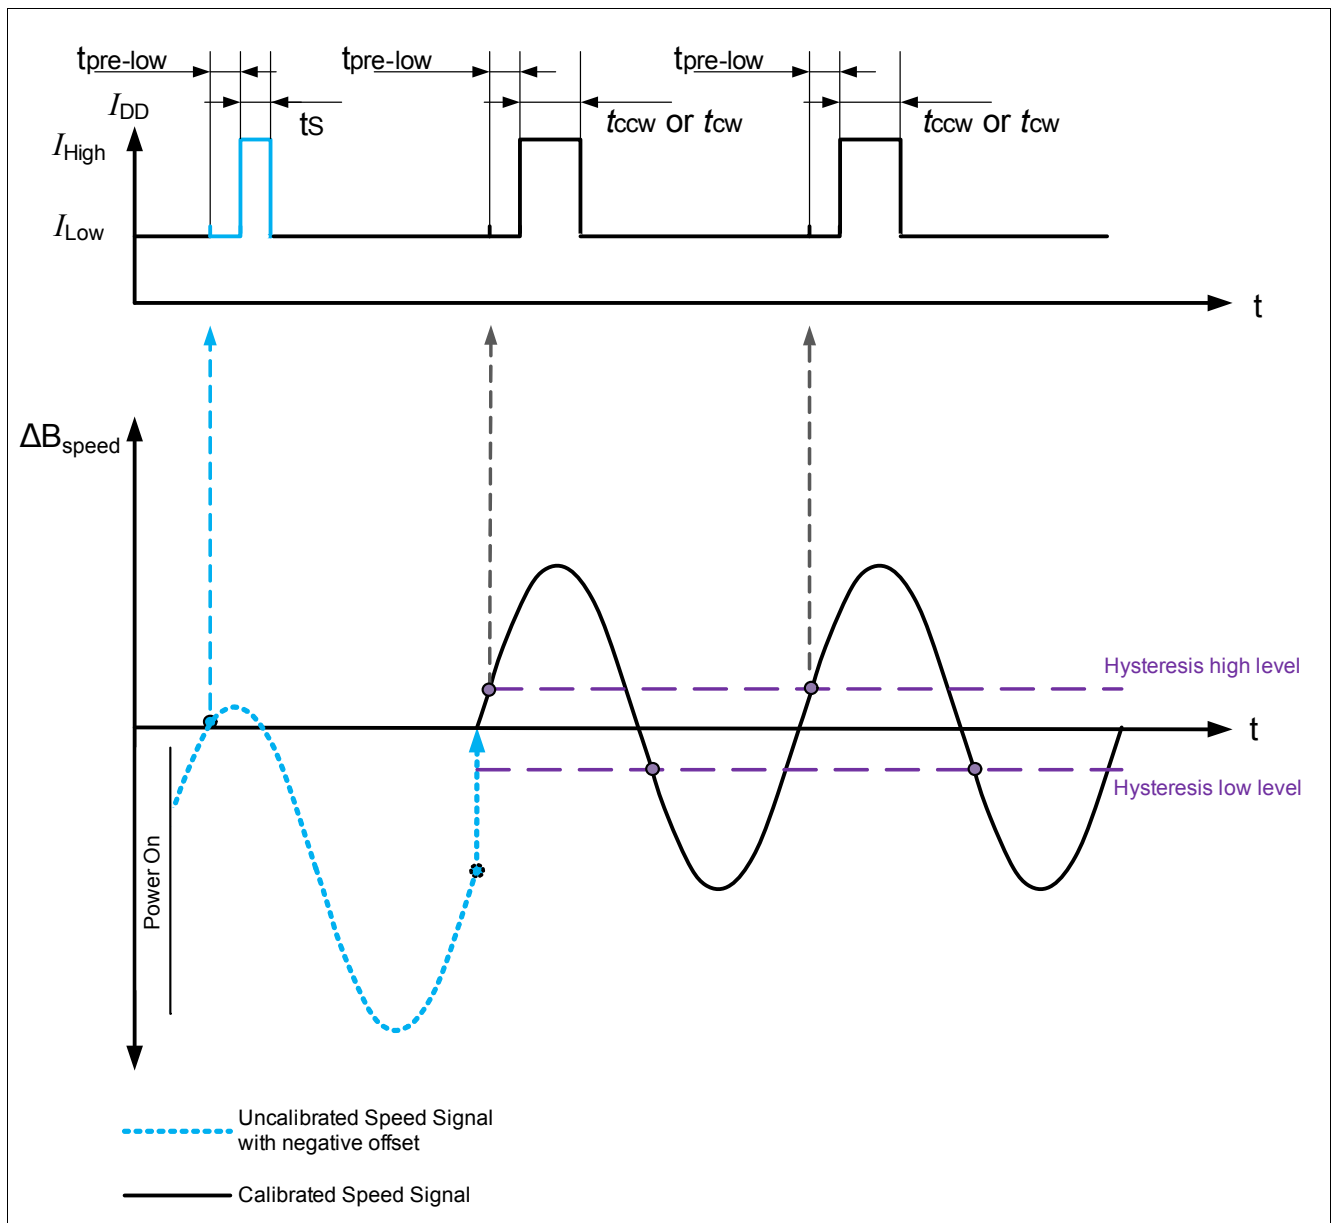 tpre-low tpre-low tpre-low
IDD tS tCCW or tCW tCCW or tCW
IHigh
ILow
t
ΔBspeed
Hysteresis high level
t
Hysteresis low level
Power On
Uncalibrated Speed Signal
with negative offset
Calibrated Speed Signal